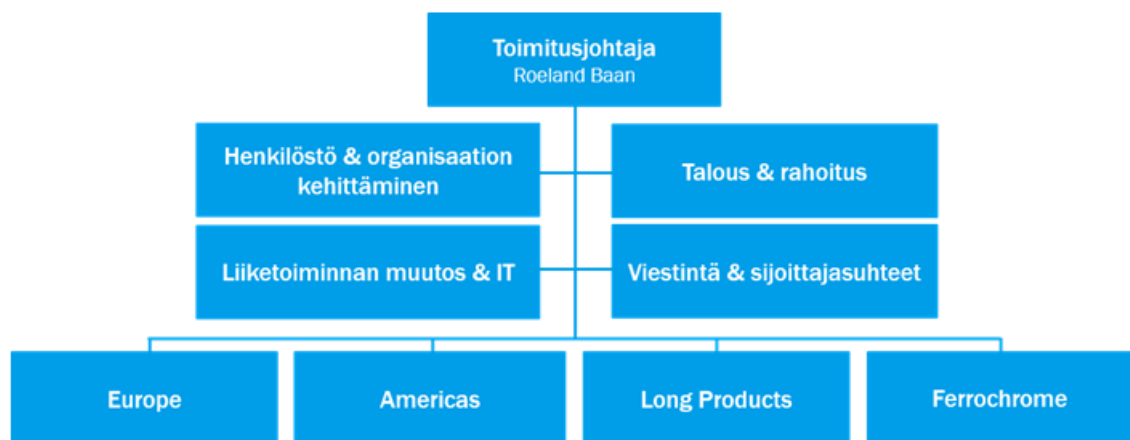 Toimitusjohtaja
Roeland Baan
Henkilöstö & organisaation
kehittäminen
Talous & rahoitus
Liiketoiminnan muutos & IT
Viestintä & sijoittajasuhteet
Europe
Americas
Long Products
Ferrochrome